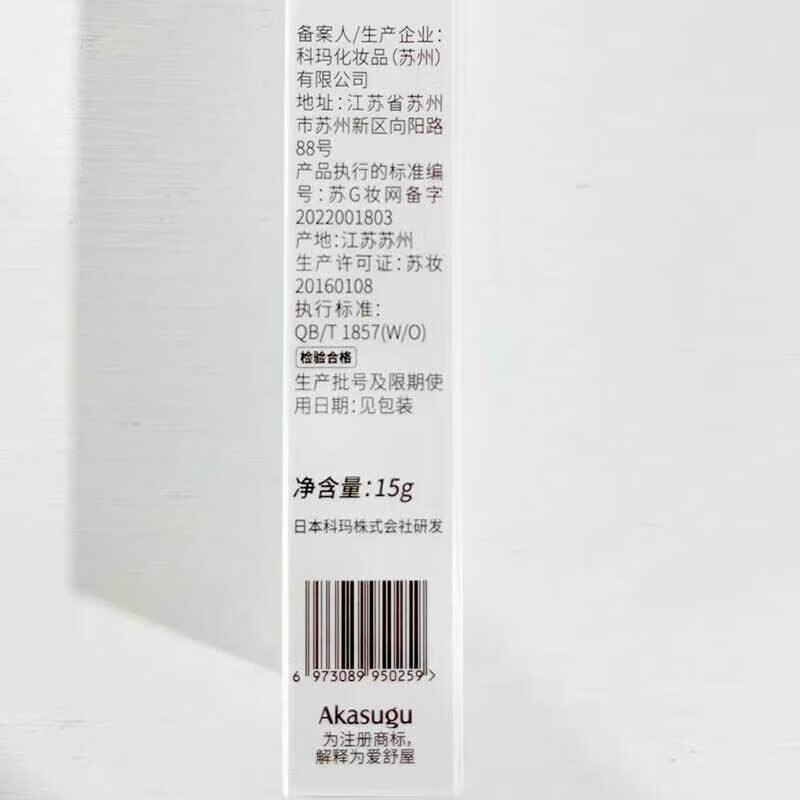 备案人/生产企业：
科玛化妆品（苏州）
有限公司
地址：江苏省苏州
市苏州新区向阳路
88号
产品执行的标准编
号：苏G妆网备字
2022001803
产地：江苏苏州
生产许可证：苏妆
20160108
执行标准：
QB/T 1857(W/O)
检验合格
生产批号及限期使
用日期：见包装
净含量：15g
日本科玛株式会社研发
6 973089 950259 >
Akasugu
为注册商标，
解释为爱舒屋